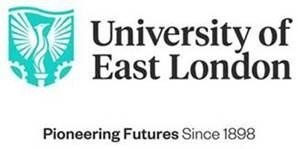 University of
East London
Pioneering Futures Since 1898